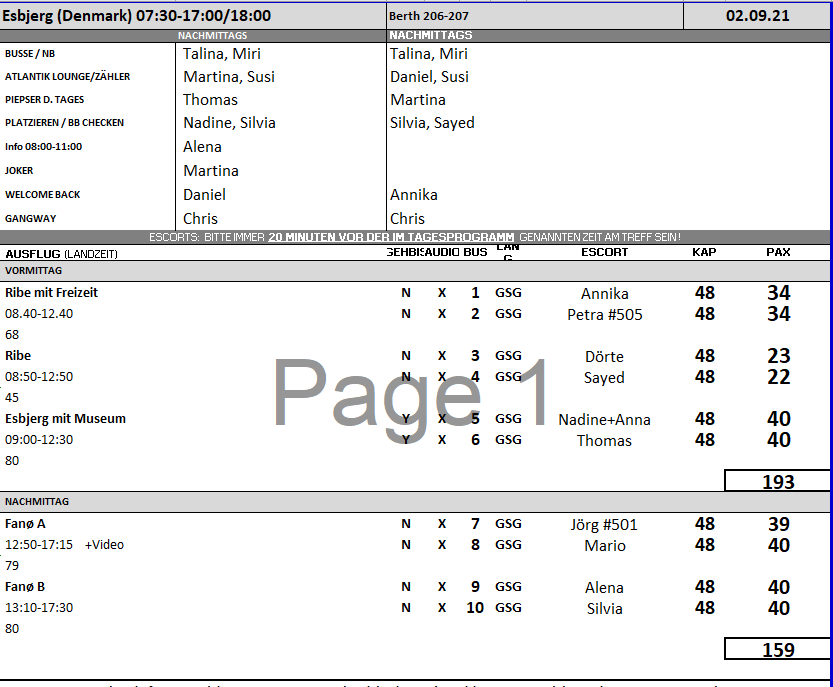 Esbjerg (Denmark) 07:30-17:00/18:00 Berth 206-207 02.09.21
NACHMITTAGS NACHMITTAGS
BUSSE / NB Talina, Miri Talina, Miri
ATLANTIK LOUNGE/ZÄHLER Martina, Susi Daniel, Susi
PIEPSER D. TAGES Thomas Martina
PLATZIEREN / BB CHECKEN Nadine, Silvia Silvia, Sayed
Info 08:00-11:00 Alena
JOKER Martina
WELCOME BACK Daniel Annika
GANGWAY Chris Chris
ESCORTS: BITTE IMMER 20 MINUTEN VOR DER IM TAGESPROGRAMM GENANNTEN ZEIT AM TREFF SEIN!
AUSFLUG (LANDZEIT) GEHBIS AUDIO BUS LAN G ESCORT KAP PAX
VORMITTAG
Ribe mit Freizeit N X 1 GSG Annika 48 34
08.40-12.40 N X 2 GSG Petra #505 48 34
68
Ribe N X 3 GSG Dörte 48 23
08:50-12:50 N X 4 GSG Sayed 48 22
45
Page 1
Esbjerg mit Museum Y X 5 GSG Nadine+Anna 48 40
09:00-12:30 Y X 6 GSG Thomas 48 40
80
193
NACHMITTAG
Fanø A N X 7 GSG Jörg #501 48 39
12:50-17:15 +Video N X 8 GSG Mario 48 40
79
Fanø B N X 9 GSG Alena 48 40
13:10-17:30 N X 10 GSG Silvia 48 40
80
159